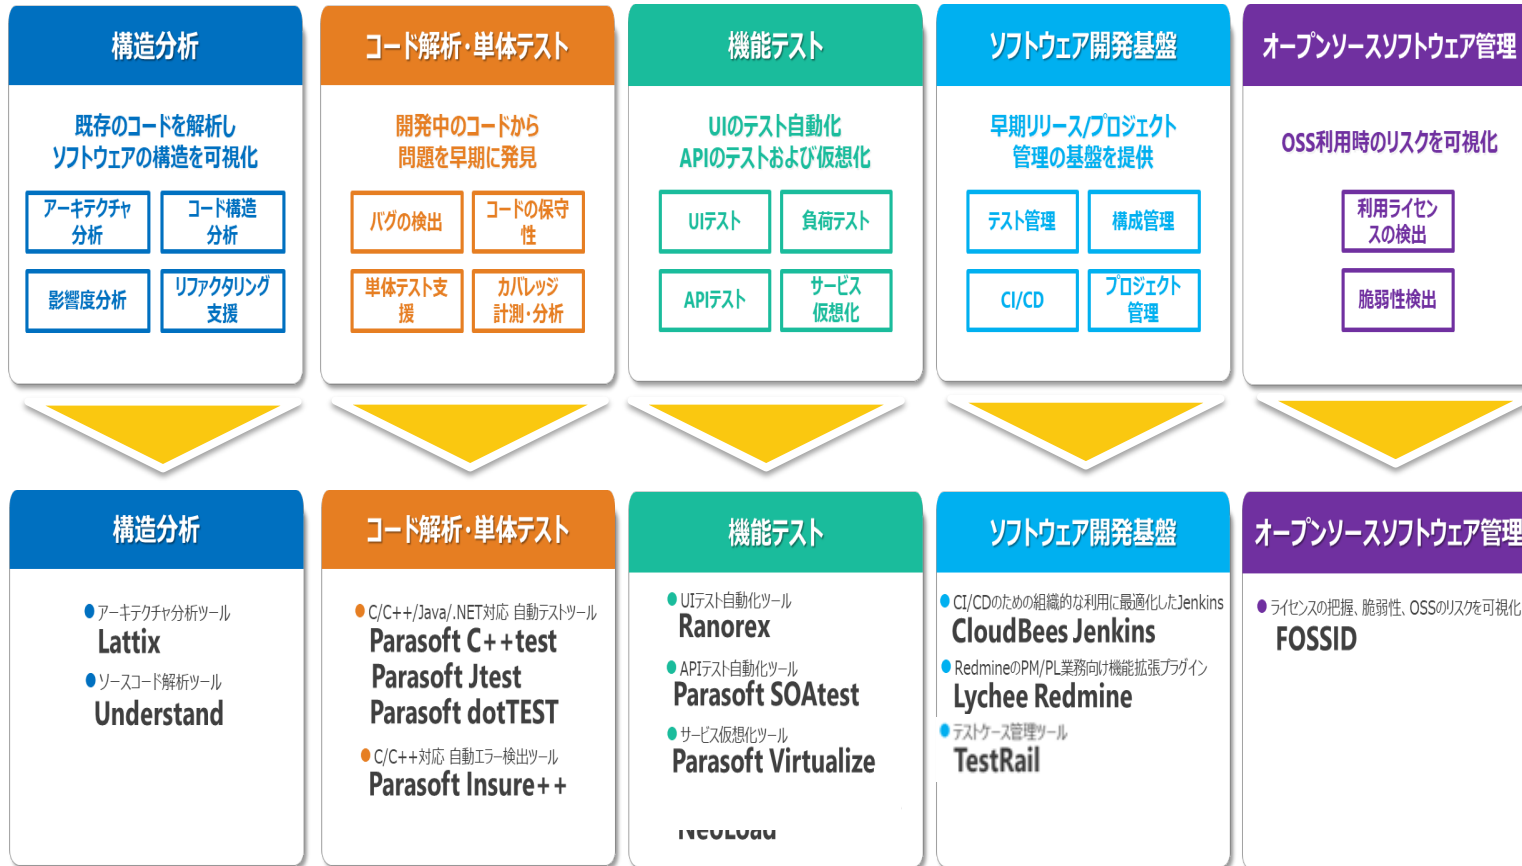 構造分析
既存のコードを解析し
ソフトウェアの構造を可視化
アーキテクチャ
分析
コード構造
分析
影響度分析
リファクタリング
支援
コード解析・単体テスト
開発中のコードから
問題を早期に発見
バグの検出
コードの保守
性
単体テスト支
援
カバレッジ
計測・分析
機能テスト
UIのテスト自動化
APIのテストおよび仮想化
UIテスト
負荷テスト
APIテスト
サービス
仮想化
ソフトウェア開発基盤
早期リリース/プロジェクト
管理の基盤を提供
テスト管理
構成管理
CI/CD
プロジェクト
管理
オープンソースソフトウェア管理
OSS利用時のリスクを可視化
利用ライセン
スの検出
脆弱性検出
構造分析
●アーキテクチャ分析ツール
Lattix
●ソースコード解析ツール
Understand
コード解析・単体テスト
●C/C++/Java/.NET対応 自動テストツール
Parasoft C++test
Parasoft Jtest
Parasoft dotTEST
●C/C++対応 自動エラー検出ツール
Parasoft Insure++
機能テスト
●UIテスト自動化ツール
Ranorex
●APIテスト自動化ツール
Parasoft SOAtest
●サービス仮想化ツール
Parasoft Virtualize
ソフトウェア開発基盤
●CI/CDのための組織的な利用に最適化したJenkins
CloudBees Jenkins
●RedmineのPM/PL業務向け機能拡張プラグイン
Lychee Redmine
●テストケース管理ツール
TestRail
オープンソースソフトウェア管理
●ライセンスの把握、脆弱性、OSSのリスクを可視化
FOSSID